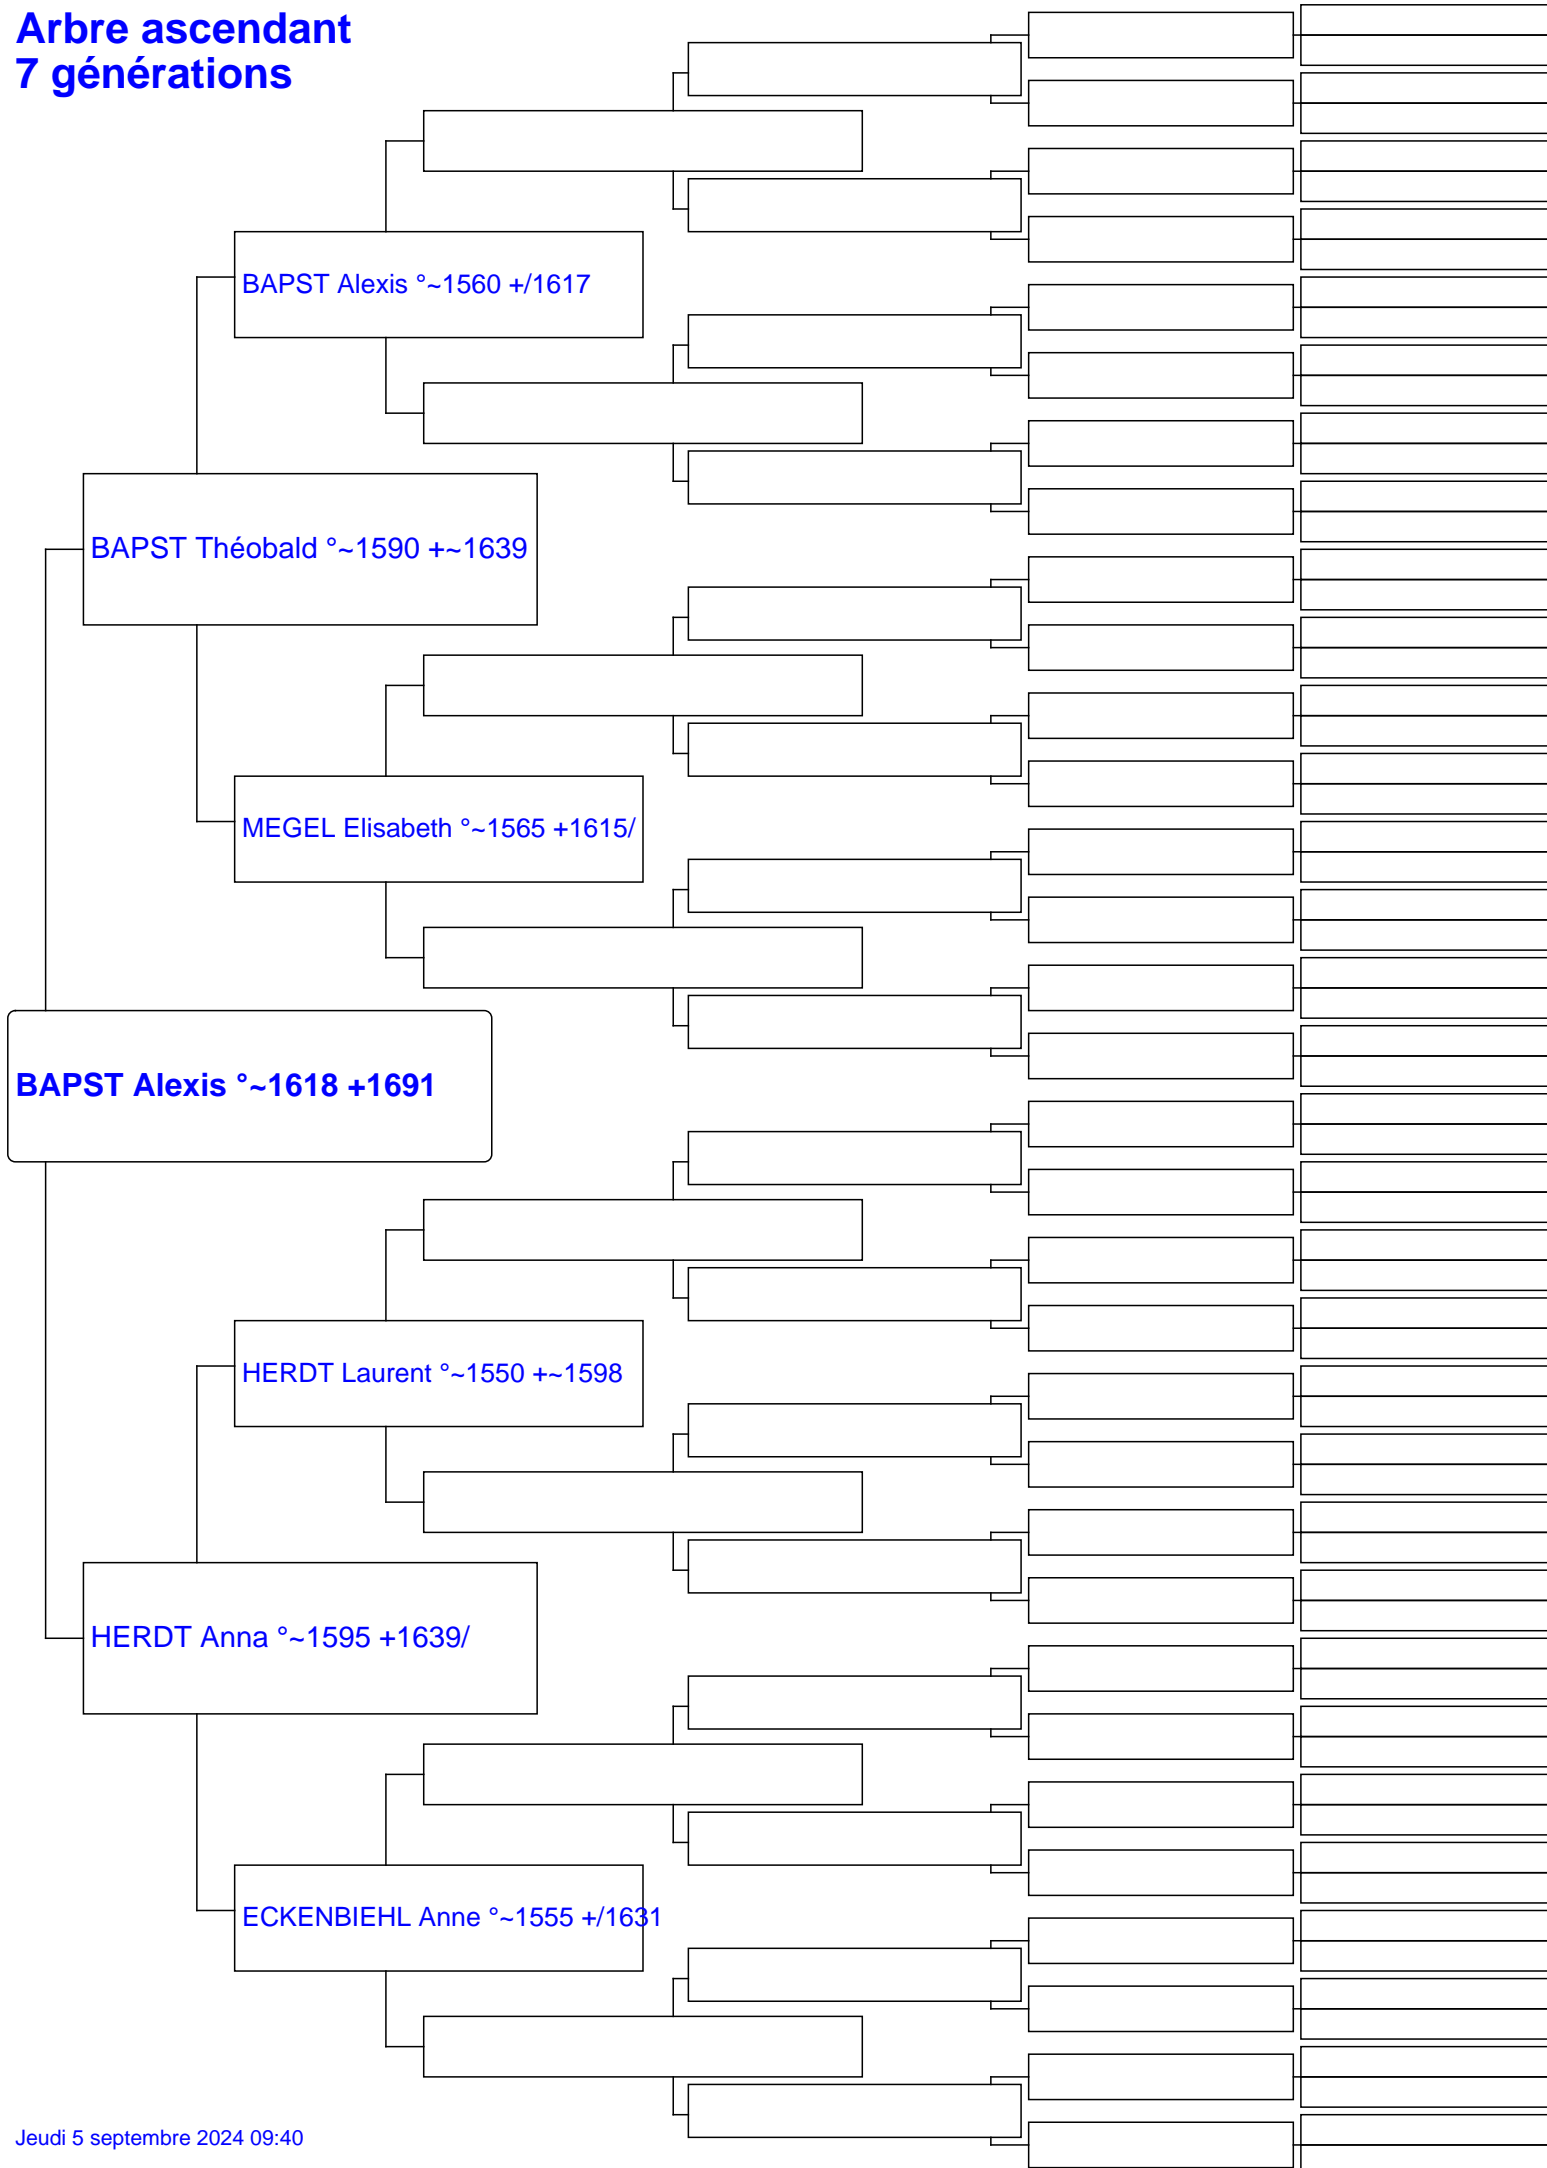 Arbre ascendant
7 générations
BAPST Alexis °~1560 +/1617
BAPST Théobald °~1590 +~1639
MEGEL Elisabeth °~1565 +1615/
BAPST Alexis °~1618 +1691
HERDT Laurent °~1550 +~1598
HERDT Anna °~1595 +1639/
ECKENBIEHL Anne °~1555 +/1631
Jeudi 5 septembre 2024 09:40